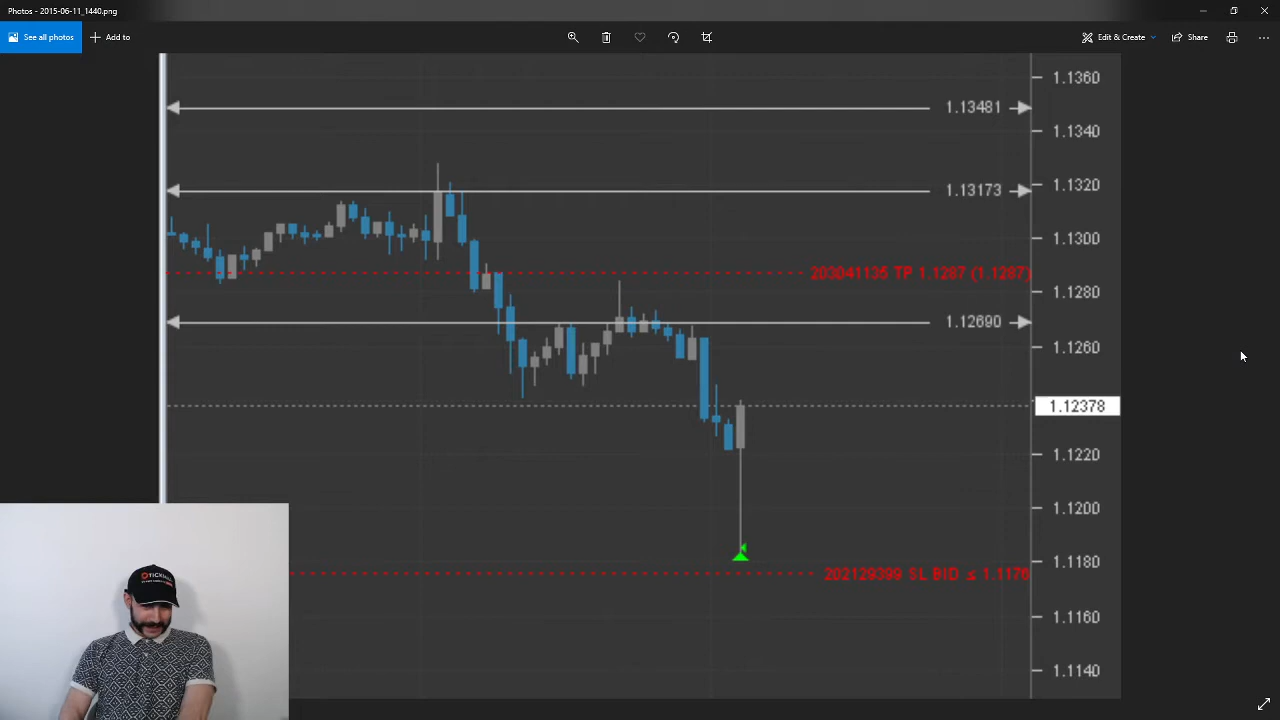 Photos - 2015-06-11_1440.png
See all photos
Add to
Edit & Create
Share
1.1360
1.13481
1.1340
1.13173
1.1320
1.1300
203041135 TP 1.1287 (1.1287)
1.1280
1.12690
1.1260
1.12378
1.1220
1.1200
1.1180
202129399 SL BID ≤ 1.1176
1.1160
1.1140